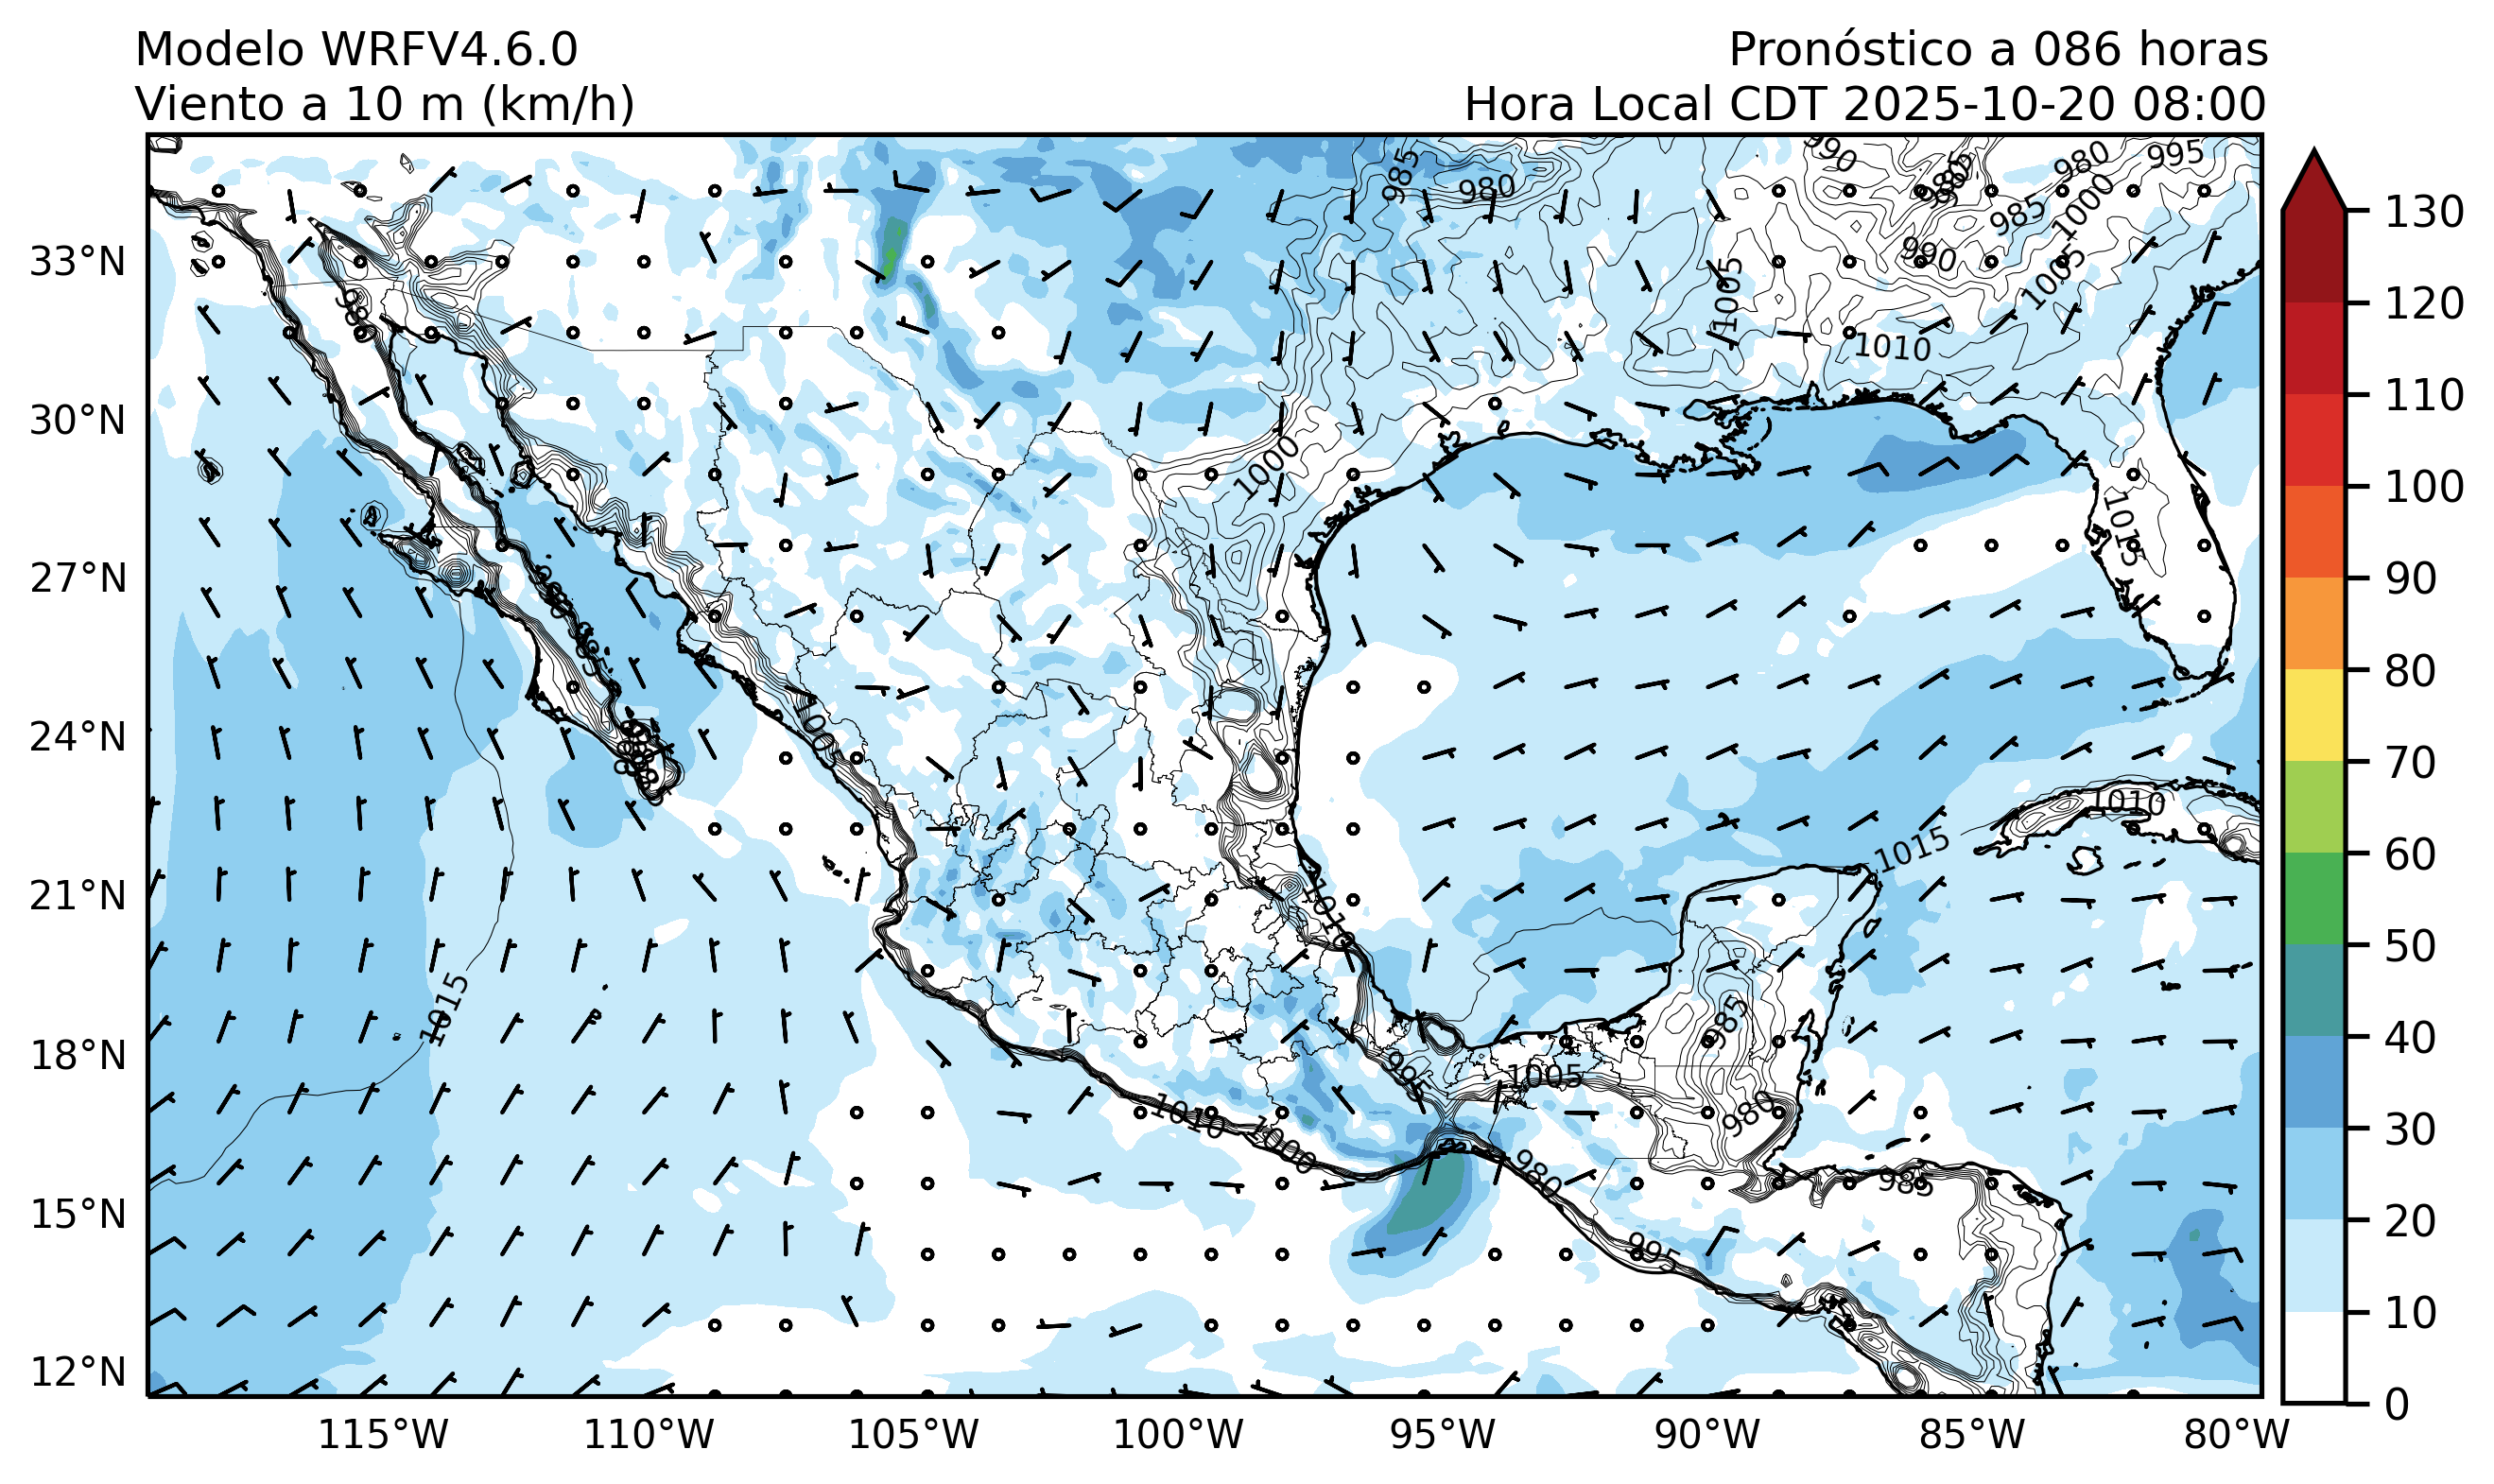 Modelo WRFV4.6.0
Viento a 10 m (km/h)
Pronóstico a 086 horas
Hora Local CDT 2025-10-20 08:00
33°N
30°N
27°N
24°N
21°N
18°N
15°N
12°N
115°W
110°W
105°W
100°W
95°W
90°W
85°W
80°W
130
120
110
100
90
80
70
60
50
40
30
20
10
0
985
980
990
985
980
995
985
1000
990
1005
1005
1010
1000
1015
1005
1010
1015
1010
1015
985
995
1005
980
1010
1000
980
985
995